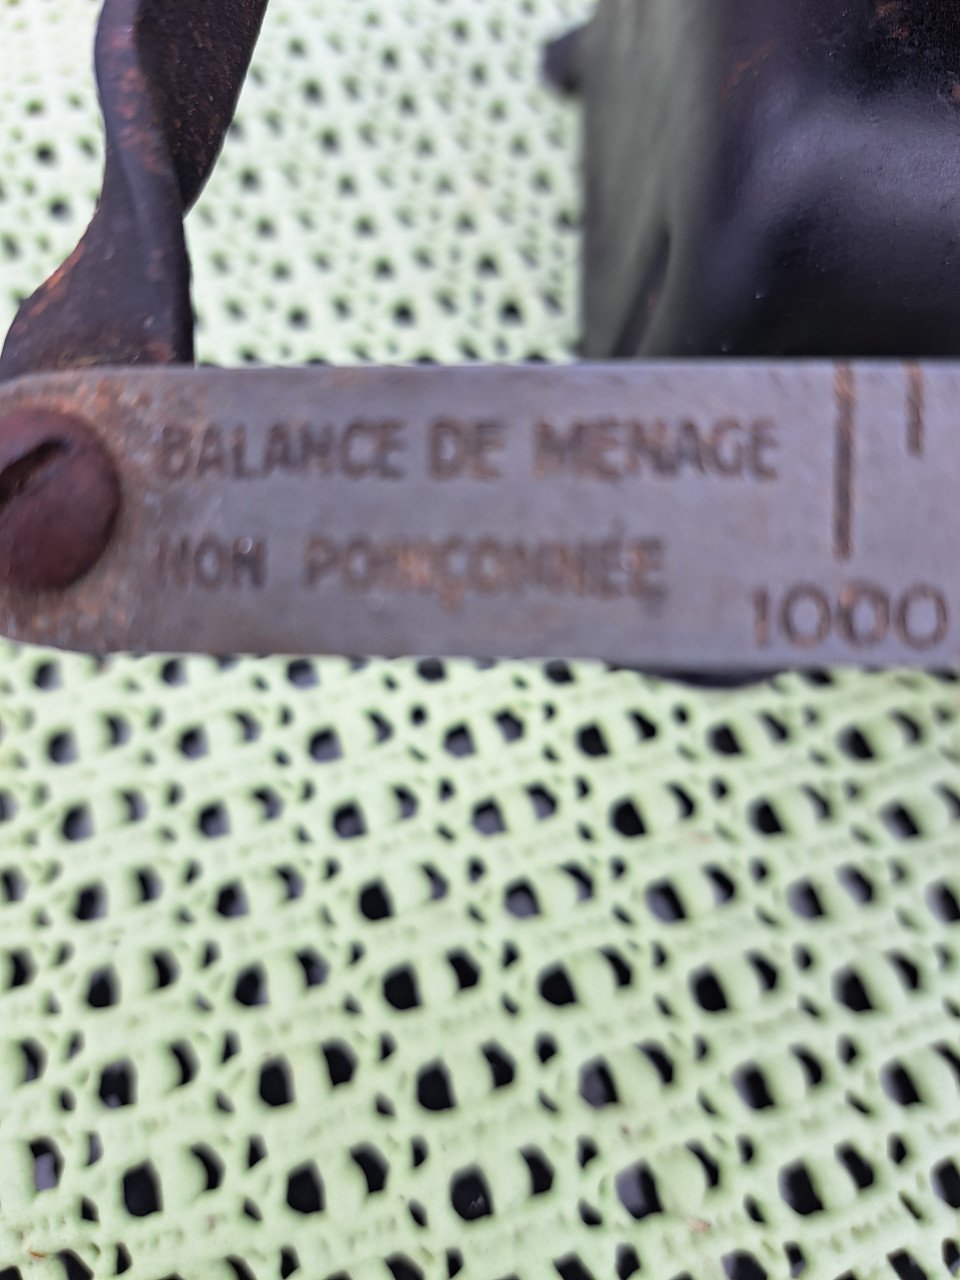 BALANCE DE MENAGE
NON POINÇONNÉE
1000